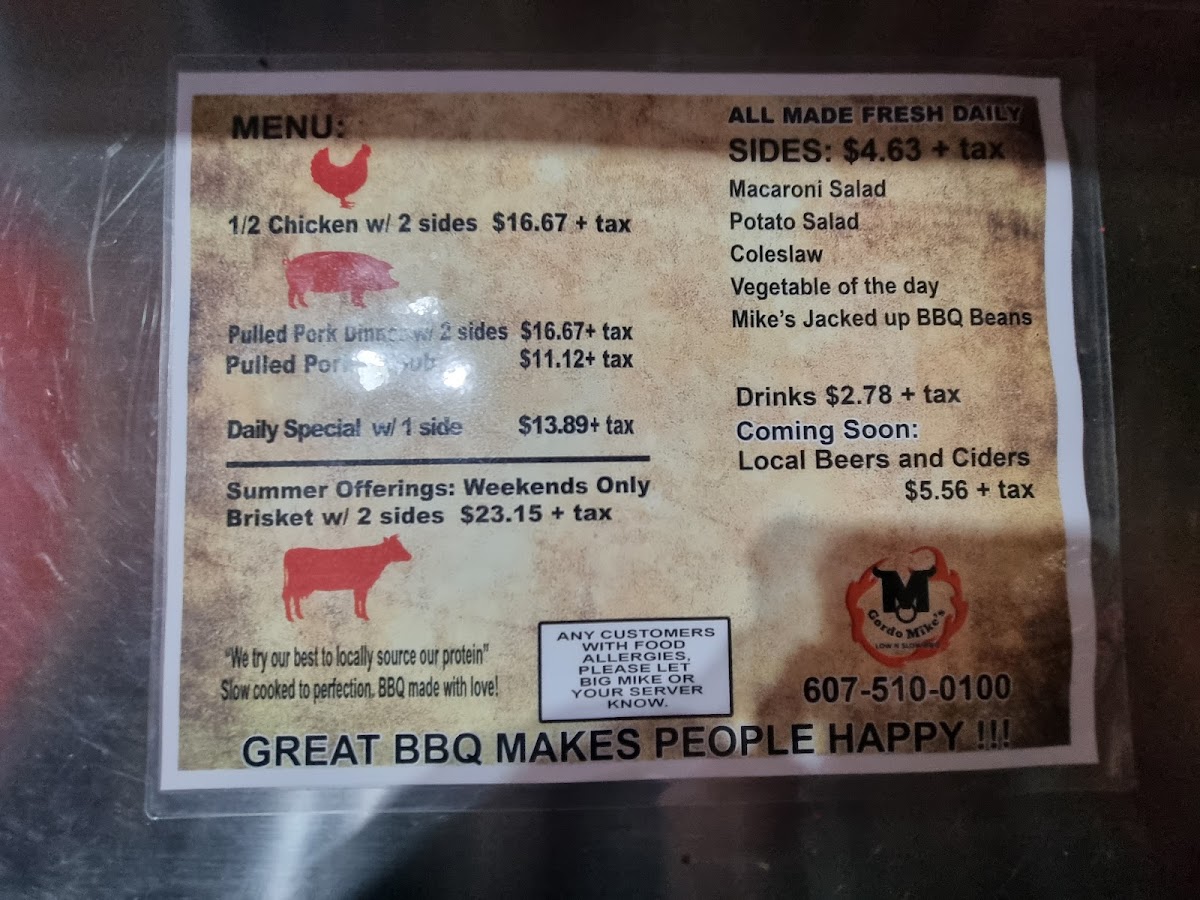 MENU:
1/2 Chicken w/ 2 sides $16.67 + tax
Pulled Pork Dinner w/ 2 sides $16.67+ tax
Pulled Pork $11.12+ tax
Daily Special w/ 1 side $13.89+ tax
Summer Offerings: Weekends Only
Brisket w/ 2 sides $23.15 + tax
"We try our best to locally source our protein"
Slow cooked to perfection. BBQ made with love!
ALL MADE FRESH DAILY
SIDES: $4.63 + tax
Macaroni Salad
Potato Salad
Coleslaw
Vegetable of the day
Mike's Jacked up BBQ Beans
Drinks $2.78 + tax
Coming Soon:
Local Beers and Ciders
$5.56 + tax
ANY CUSTOMERS
WITH FOOD
ALLERGIES,
PLEASE LET
BIG MIKE OR
YOUR SERVER
KNOW.
M
Gordo Mike's
LOW N SLOW
607-510-0100
GREAT BBQ MAKES PEOPLE HAPPY !!!